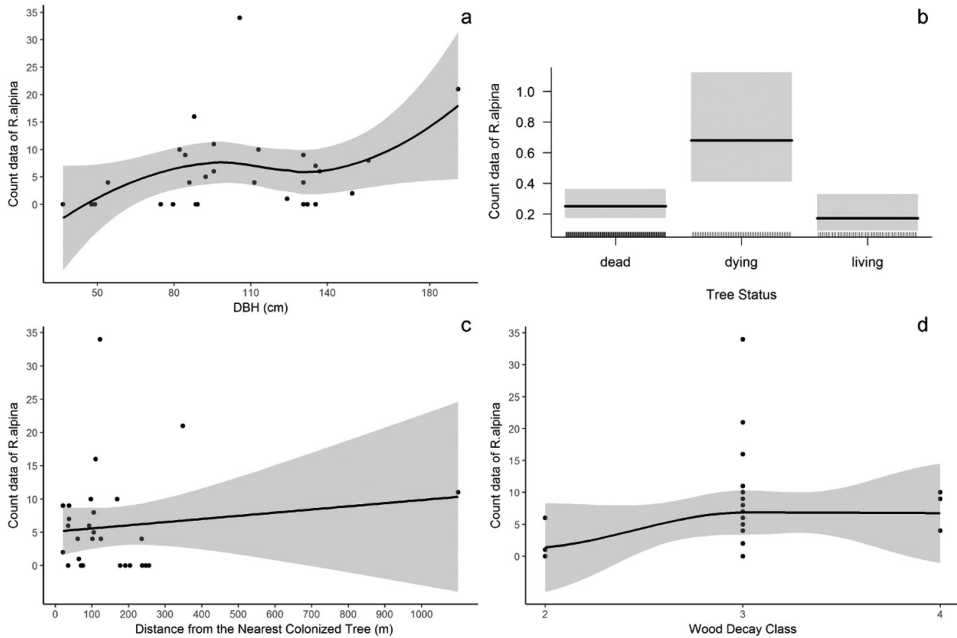 a
35
30
25
20
15
10
5
0
Count data of R.alpina
50 80 110 140 180
DBH (cm)
b
1.0
0.8
0.6
0.4
0.2
Count data of R.alpina
dead dying living
Tree Status
c
35
30
25
20
15
10
5
0
Count data of R.alpina
0 100 200 300 400 500 600 700 800 900 1000
Distance from the Nearest Colonized Tree (m)
d
35
30
25
20
15
10
5
0
Count data of R.alpina
2 3 4
Wood Decay Class